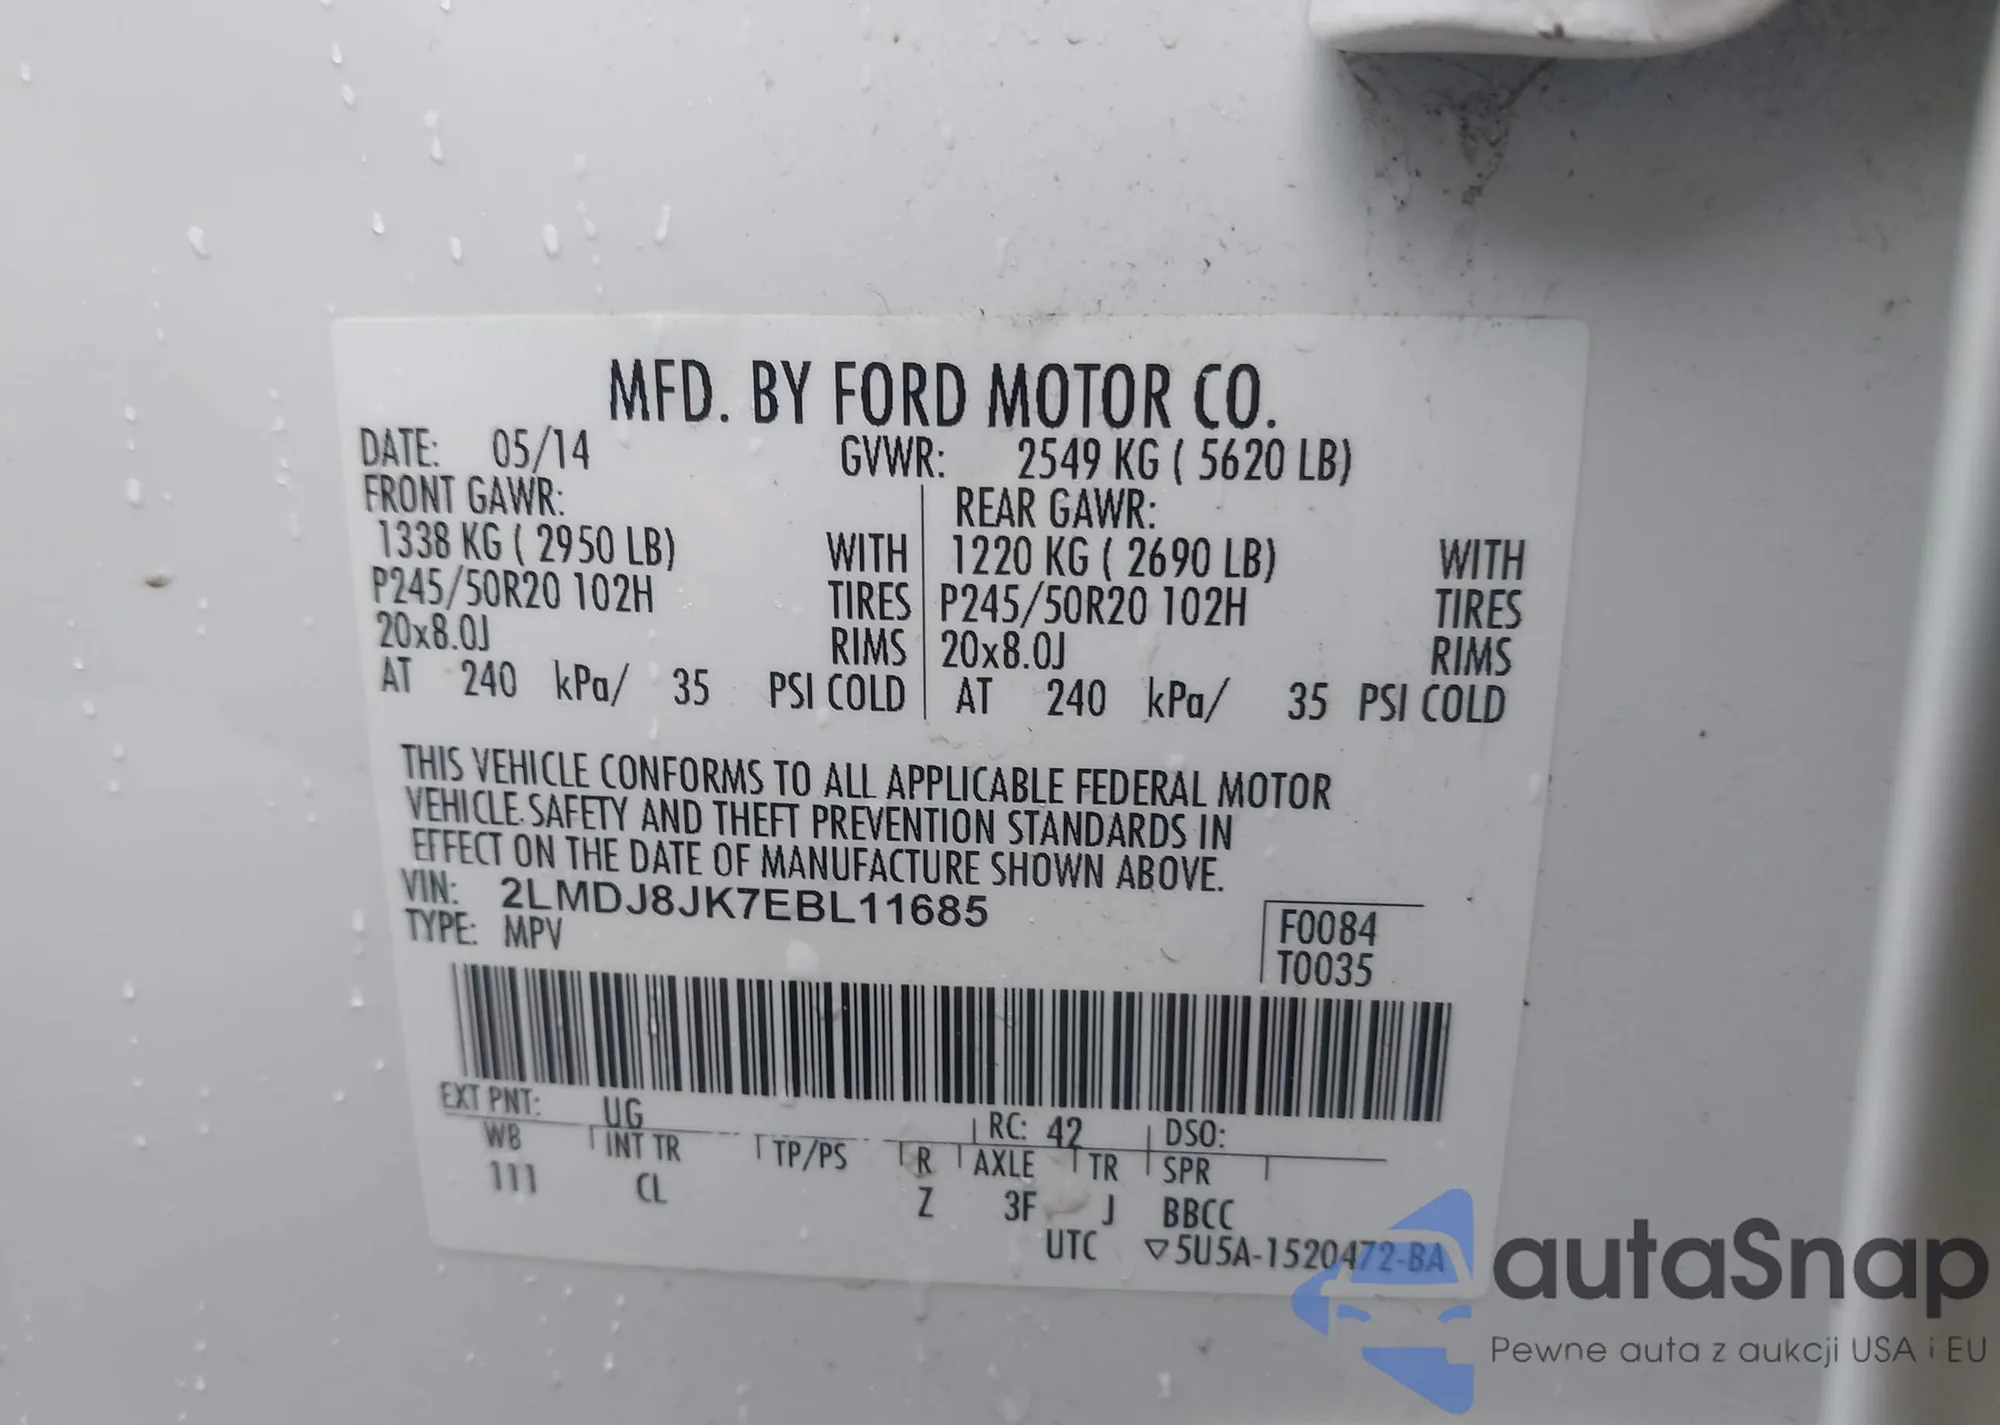 MFD. BY FORD MOTOR CO.
DATE: 05/14 GVWR: 2549 KG ( 5620 LB)
FRONT GAWR: REAR GAWR:
1338 KG ( 2950 LB) WITH 1220 KG ( 2690 LB) WITH
P245/50R20 102H TIRES P245/50R20 102H TIRES
20x8.0J RIMS 20x8.0J RIMS
AT 240 kPa/ 35 PSI COLD AT 240 kPa/ 35 PSI COLD
THIS VEHICLE CONFORMS TO ALL APPLICABLE FEDERAL MOTOR
VEHICLE SAFETY AND THEFT PREVENTION STANDARDS IN
EFFECT ON THE DATE OF MANUFACTURE SHOWN ABOVE.
VIN: 2LMDJ8JK7EBL11685
TYPE: MPV
F0084
T0035
EXT PNT: UG RC: 42 DSO:
WB INT TR TP/PS R AXLE TR SPR
111 CL Z 3F J BBCC
UTC ▽5U5A-1520472-BA
autaSnap
Pewne auta z aukcji USA i EU